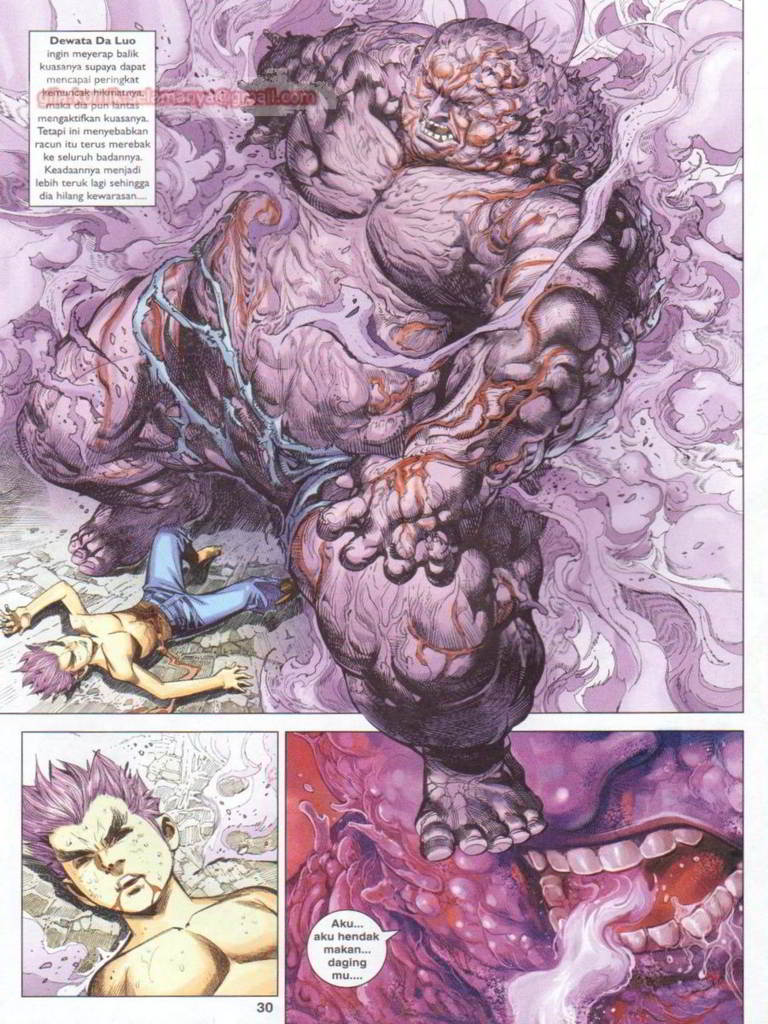 Dewata Da Luo
ingin meyerap balik
kuasanya supaya dapat
mencapai peringkat
kemuncak hikmatnya,
maka dia pun lantas
mengaktifkan kuasanya.
Tetapi ini menyebabkan
racun itu terus merebak
ke seluruh badannya.
Keadaannya menjadi
lebih teruk lagi sehingga
dia hilang kewarasan....
Aku...
aku hendak
makan...
daging
mu....
30